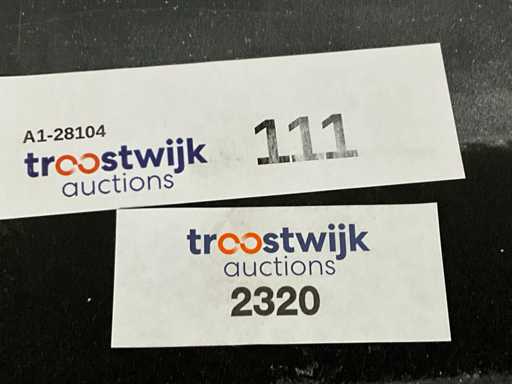 A1-28104
troostwijk
auctions
111
troostwijk
auctions
2320